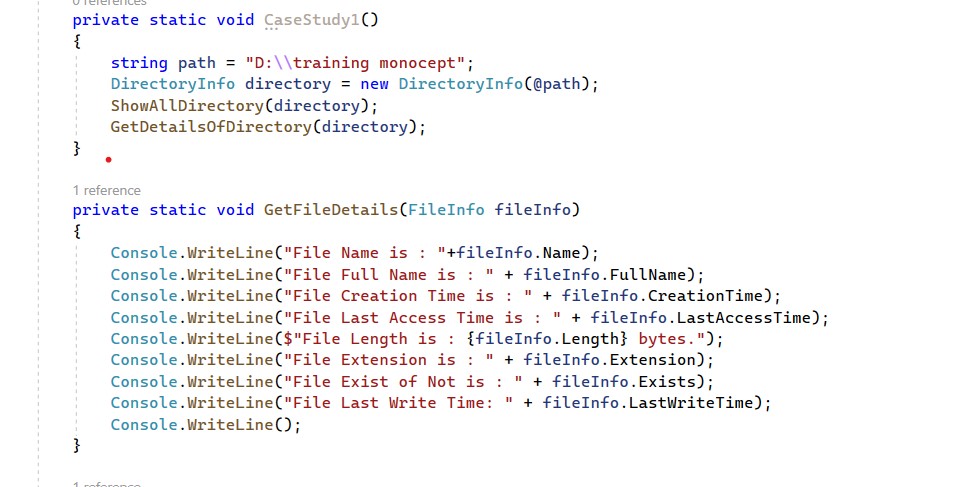 0 references
private static void CaseStudy1()
{
string path = "D:\\training monocept";
DirectoryInfo directory = new DirectoryInfo(@path);
ShowAllDirectory(directory);
GetDetailsOfDirectory(directory);
}
1 reference
private static void GetFileDetails(FileInfo fileInfo)
{
Console.WriteLine("File Name is : "+fileInfo.Name);
Console.WriteLine("File Full Name is : " + fileInfo.FullName);
Console.WriteLine("File Creation Time is : " + fileInfo.CreationTime);
Console.WriteLine("File Last Access Time is : " + fileInfo.LastAccessTime);
Console.WriteLine($"File Length is : {fileInfo.Length} bytes.");
Console.WriteLine("File Extension is : " + fileInfo.Extension);
Console.WriteLine("File Exist of Not is : " + fileInfo.Exists);
Console.WriteLine("File Last Write Time: " + fileInfo.LastWriteTime);
Console.WriteLine();
}
1 reference